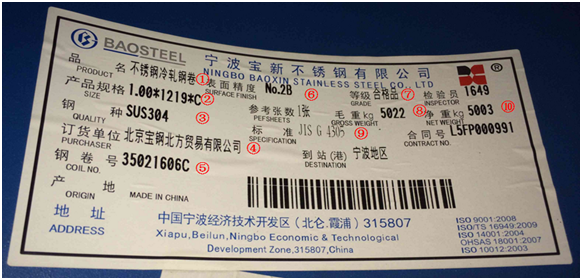 BAOSTEEL
宁波宝新不锈钢有限公司
NINGBO BAOXIN STAINLESS STEEL CO., LTD
品名 PRODUCT NAME 不锈钢冷轧钢卷 ① 表面精度 SURFACE FINISH No.2B ⑥ 等级 GRADE 合格品 ⑦ 检验员 INSPECTOR 1649
产品规格 SIZE 1.00*1219*C ② 参考张数 PEFSHEETS 1张 毛重kg GROSS WEIGHT 5022 ⑧ 净重kg NET WEIGHT 5003 ⑩
钢种 QUALITY SUS304 ③ 标准 SPECIFICATION JIS G 4305 ⑨ 合同号 CONTRACT NO. L5FP000991
订货单位 PURCHASER 北京宝钢北方贸易有限公司 ④ 到站(港) DESTINATION 宁波地区
钢卷号 COIL NO. 35021606C ⑤
产地 ORIGIN MADE IN CHINA
地址 ADDRESS 中国宁波经济技术开发区(北仑.霞浦) 315807
Xiapu,Beilun,Ningbo Economic & Technological
Development Zone,315807,China
ISO 9001:2008
ISO/TS 16949:2009
ISO 14001:2004
OHSAS 18001:2007